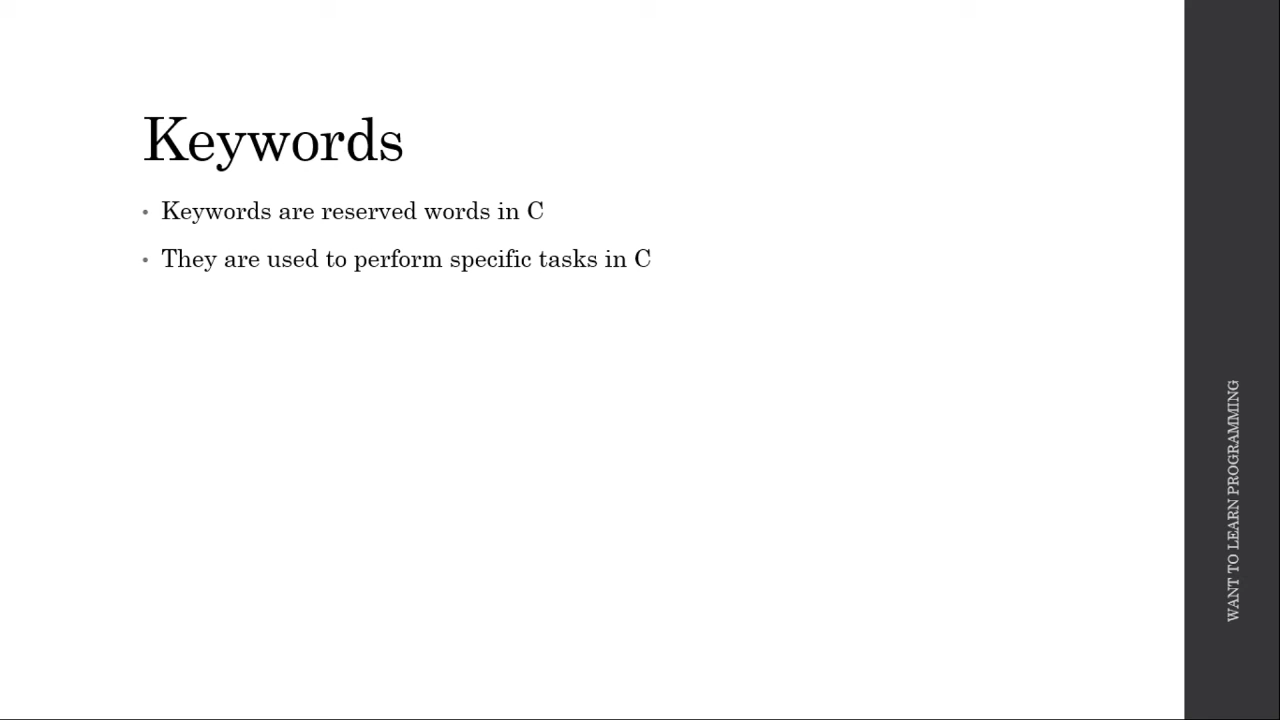 Keywords
• Keywords are reserved words in C
• They are used to perform specific tasks in C
WANT TO LEARN PROGRAMMING